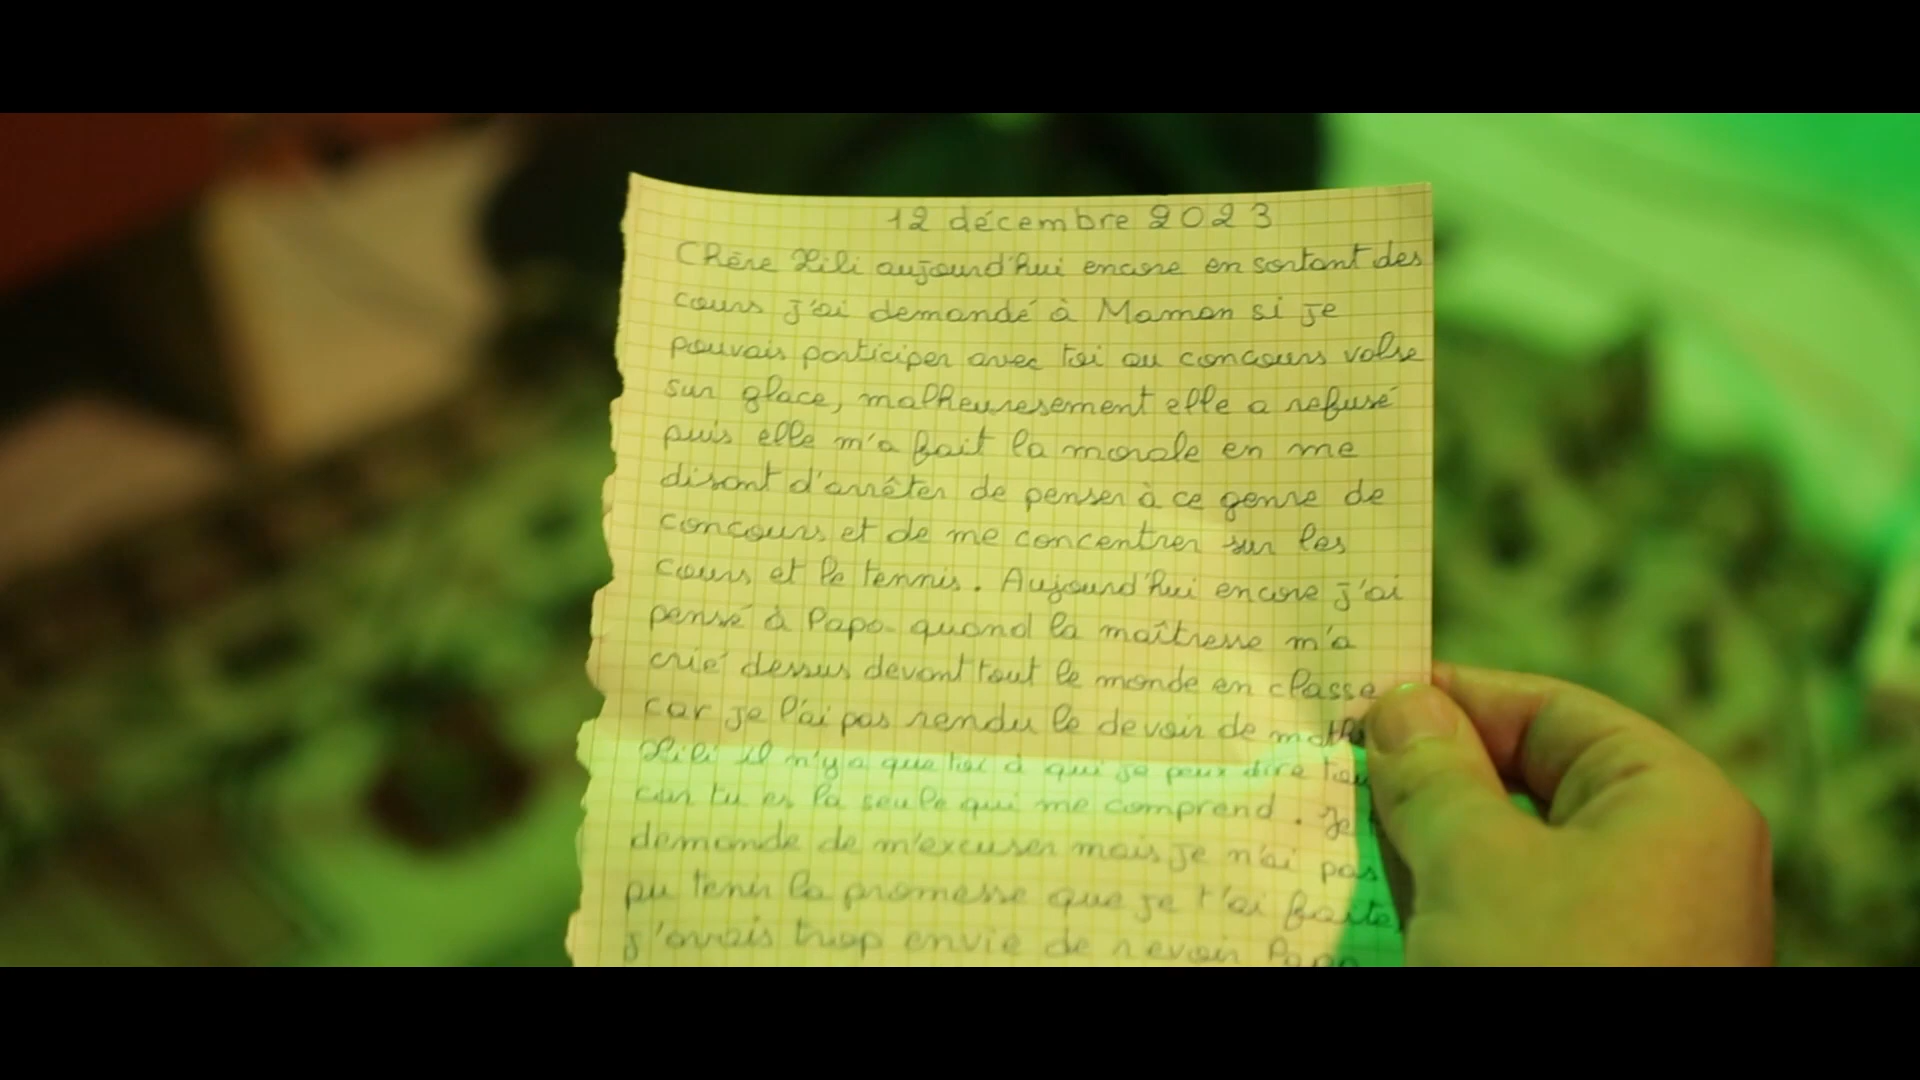 12 décembre 2023
Chère Lili aujourd'hui encore en sortant des
cours j'ai demandé à Maman si je
pouvais participer avec toi au concours valse
sur glace, malheuresement elle a refusé
puis elle m'a fait la morale en me
disant d'arrêter de penser à ce genre de
concours et de me concentrer sur les
cours et le tennis. Aujourd'hui encore j'ai
pensé à Papa quand la maîtresse m'a
crié dessus devant tout le monde en classe
car je l'ai pas rendu le devoir de math
Lili il n'y a que toi à qui je peux dire
car tu es la seule qui me comprend. Je
demande de m'excuser mais je n'ai pas
pu tenir la promesse que je t'ai faite,
j'avais trop envie de revoir Papa